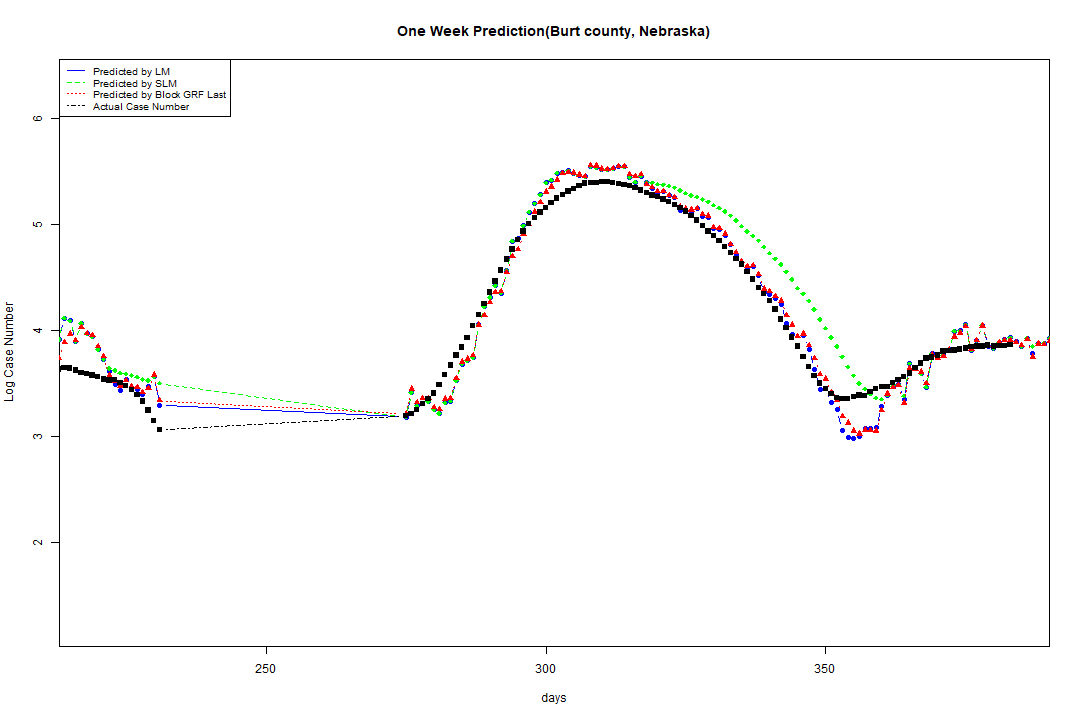 One Week Prediction(Burt county, Nebraska)
Predicted by LM
Predicted by SLM
Predicted by Block GRF Last
Actual Case Number
Log Case Number
6
5
4
3
2
250
300
350
days